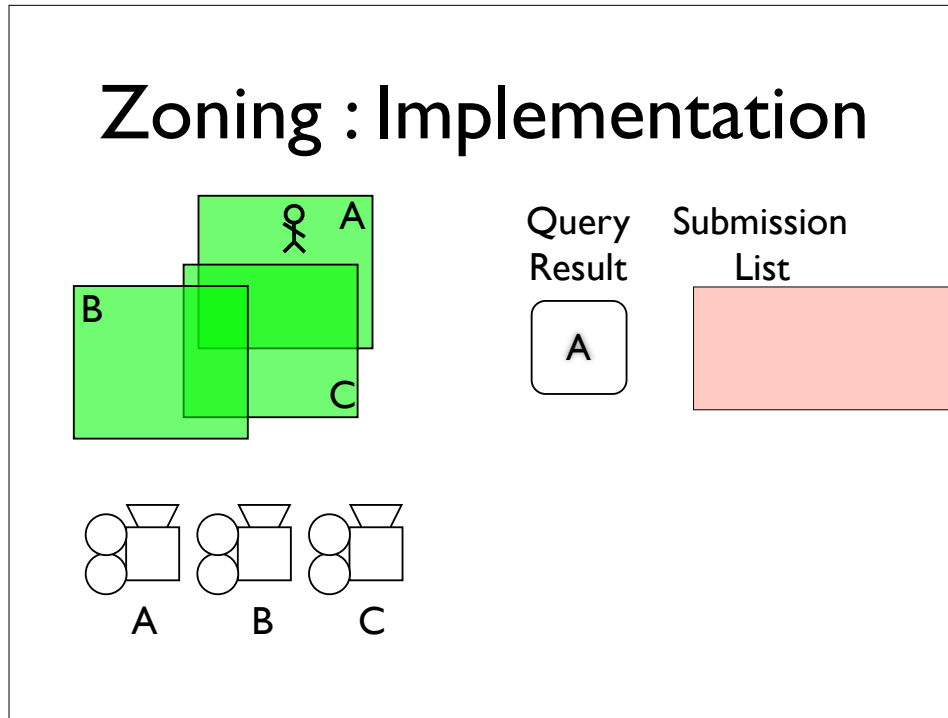 Zoning : Implementation
A
B
C
Query
Result
Submission
List
A
A
B
C